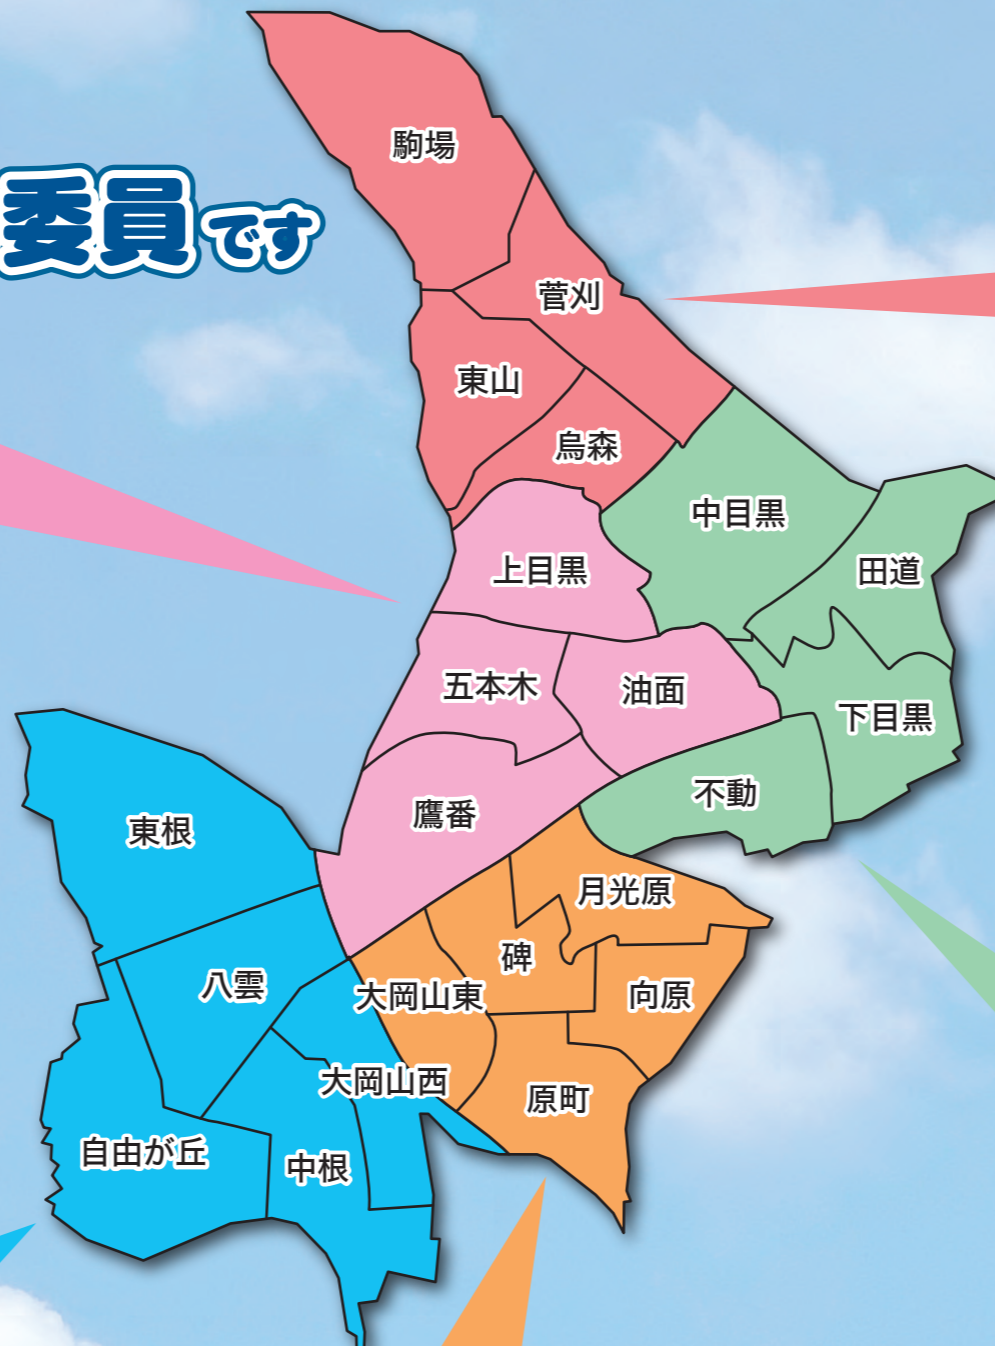 駒場
委員です
菅刈
東山
烏森
中目黒
上目黒
田道
五本木
油面
下目黒
不動
鷹番
東根
月光原
碑
八雲
大岡山東
向原
大岡山西
原町
自由が丘
中根